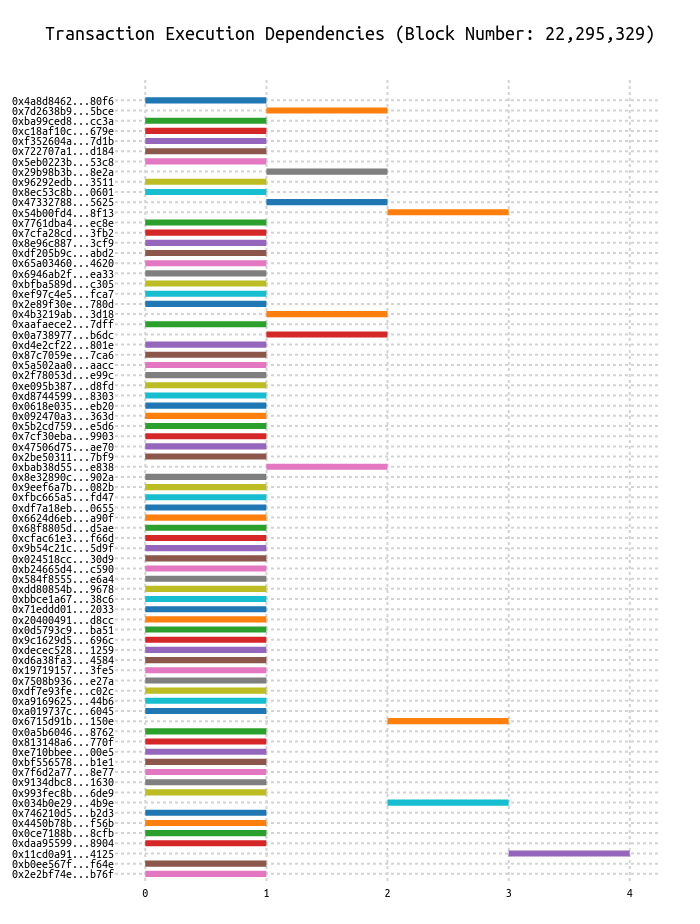 Transaction Execution Dependencies (Block Number: 22,295,329)
0x4a8d8462...80f6
0x7d2638b9...5bce
0xba99ced8...cc3a
0xc18af10c...679e
0xf352604a...7d1b
0x722707a1...d184
0x5eb0223b...53c8
0x29b98b3b...8e2a
0x96292edb...3511
0x8ec53c8b...0601
0x47332788...5625
0x54b00fd4...8f13
0x7761dba4...ec8e
0x7cfa28cd...3fb2
0x8e96c887...3cf9
0xdf205b9c...abd2
0x65a03460...4620
0x6946ab2f...ea33
0xbfba589d...c305
0xef97c4e5...fca7
0x2e89f30e...780d
0x4b3219ab...3d18
0xaafaece2...7dff
0x0a738977...b6dc
0xd4e2cf22...801e
0x87c7059e...7ca6
0x5a502aa0...aacc
0x2f78053d...e99c
0xe095b387...d8fd
0xd8744599...8303
0x0618e035...eb20
0x092470a3...363d
0x5b2cd759...e5d6
0x7cf30eba...9903
0x47506d75...ae70
0x2be50311...7bf9
0xbab38d55...e838
0x8e32890c...902a
0x9eef6a7b...082b
0xfbc665a5...fd47
0xdf7a18eb...0655
0x6624d6eb...a90f
0x68f8805d...d5ae
0xcfac61e3...f66d
0x9b54c21c...5d9f
0x024518cc...30d9
0xb24665d4...c590
0x584f8555...e6a4
0xdd80854b...9678
0xbbce1a67...38c6
0x71eddd01...2033
0x20400491...d8cc
0x0d5793c9...ba51
0x9c1629d5...696c
0xdecec528...1259
0xd6a38fa3...4584
0x19719157...3fe5
0x7508b936...e27a
0xdf7e93fe...c02c
0xa9169625...44b6
0xa019737c...6045
0x6715d91b...150e
0x0a5b6046...8762
0x813148a6...770f
0xe710bbee...00e5
0xbf556578...b1e1
0x7f6d2a77...8e77
0x9134dbc8...1630
0x993fec8b...6de9
0x034b0e29...4b9e
0x746210d5...b2d3
0x4450b78b...f56b
0x0ce7188b...8cfb
0xdaa95599...8904
0x11cd0a91...4125
0xb0ee567f...f64e
0x2e2bf74e...b76f
0 1 2 3 4